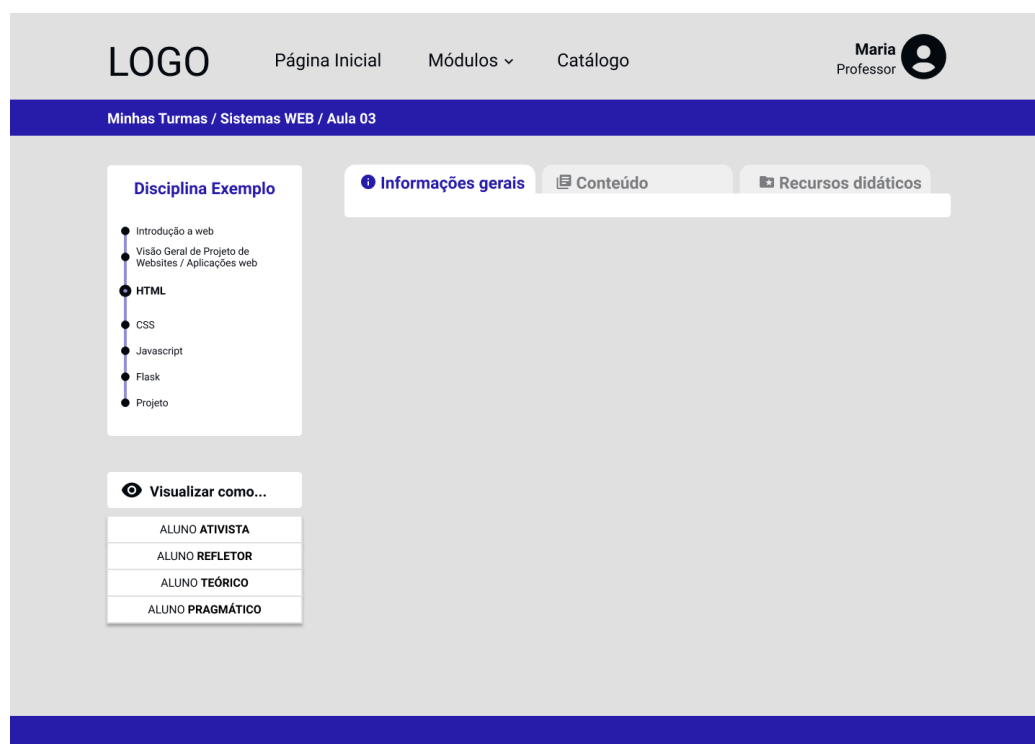 LOGO
Página Inicial
Módulos
Catálogo
Maria
Professor
Minhas Turmas / Sistemas WEB / Aula 03
Disciplina Exemplo
Introdução a web
Visão Geral de Projeto de
Websites / Aplicações web
HTML
CSS
Javascript
Flask
Projeto
Informações gerais
Conteúdo
Recursos didáticos
Visualizar como...
ALUNO ATIVISTA
ALUNO REFLETOR
ALUNO TEÓRICO
ALUNO PRAGMÁTICO